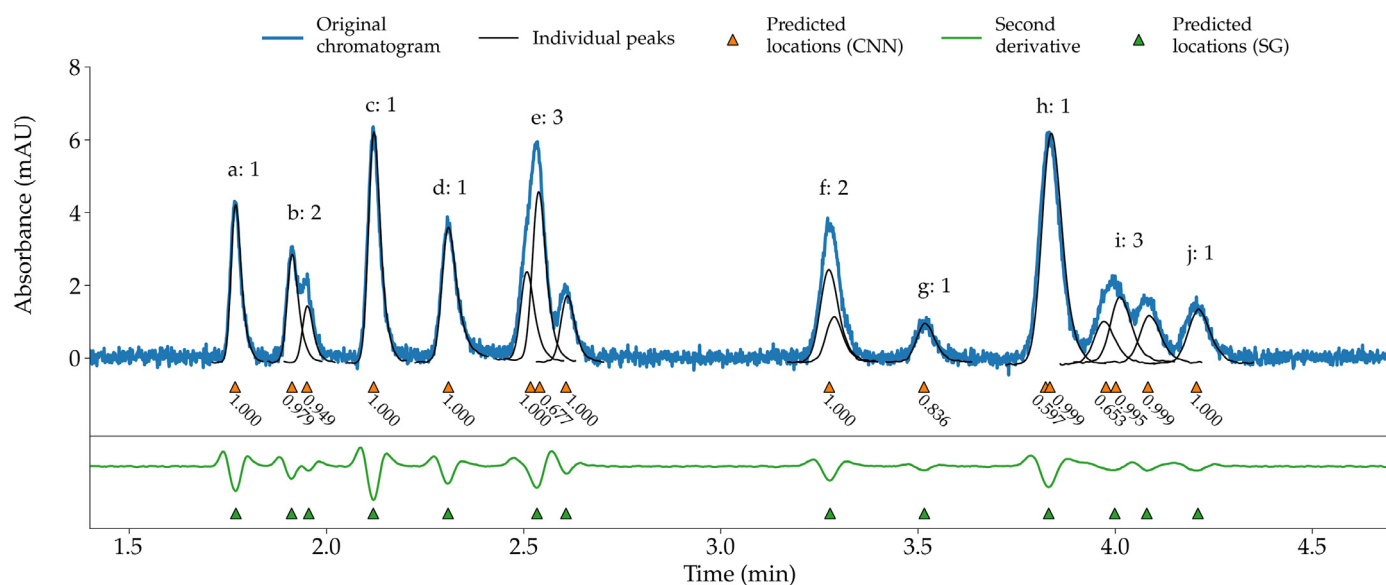 Original
chromatogram
Individual peaks
Predicted
locations (CNN)
Second
derivative
Predicted
locations (SG)
Absorbance (mAU)
8
6
4
2
0
a: 1
b: 2
c: 1
d: 1
e: 3
f: 2
g: 1
h: 1
i: 3
j: 1
1.000
0.979
0.949
1.000
1.000
1.000
0.677
1.000
1.000
0.836
0.597
0.999
0.653
0.995
0.999
1.000
1.5
2.0
2.5
3.0
3.5
4.0
4.5
Time (min)